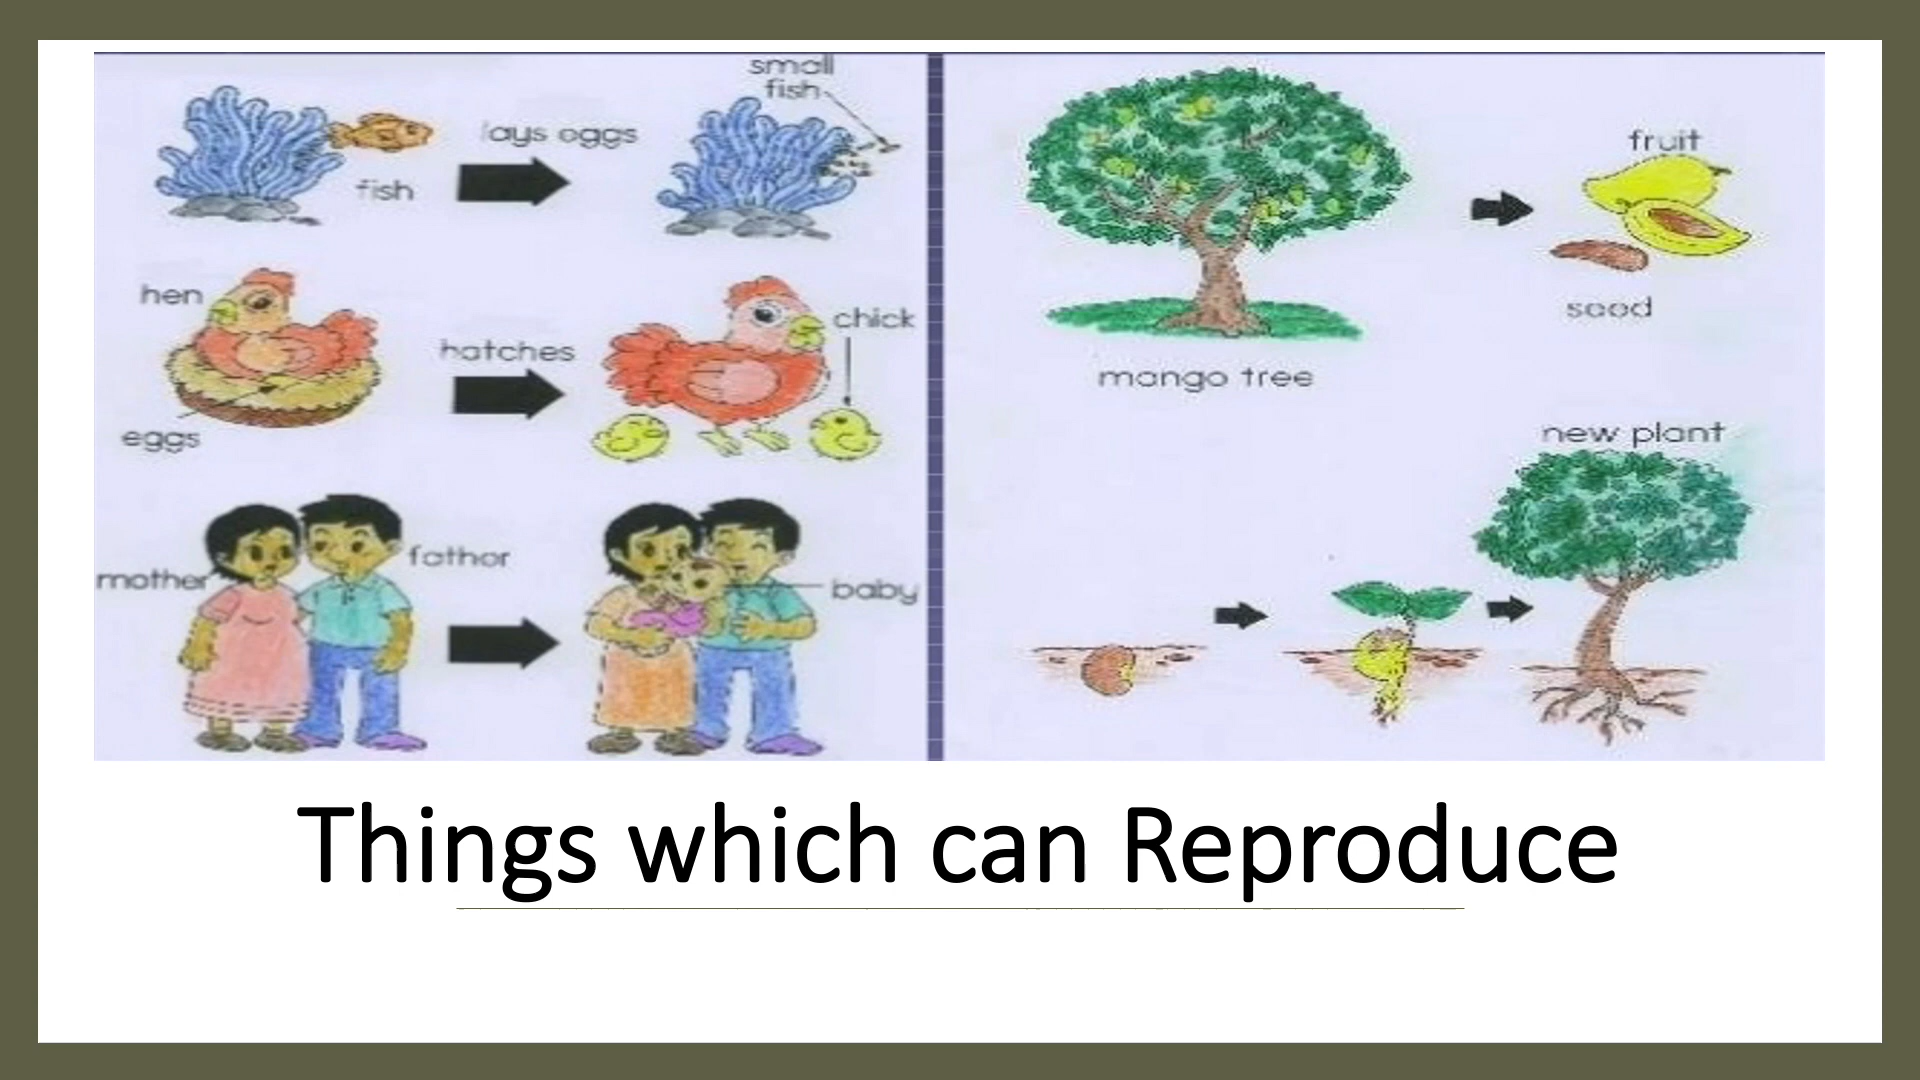 small
fish
lays eggs
fish
hen
chick
hatches
eggs
mother
father
baby
fruit
seed
mango tree
new plant
Things which can Reproduce